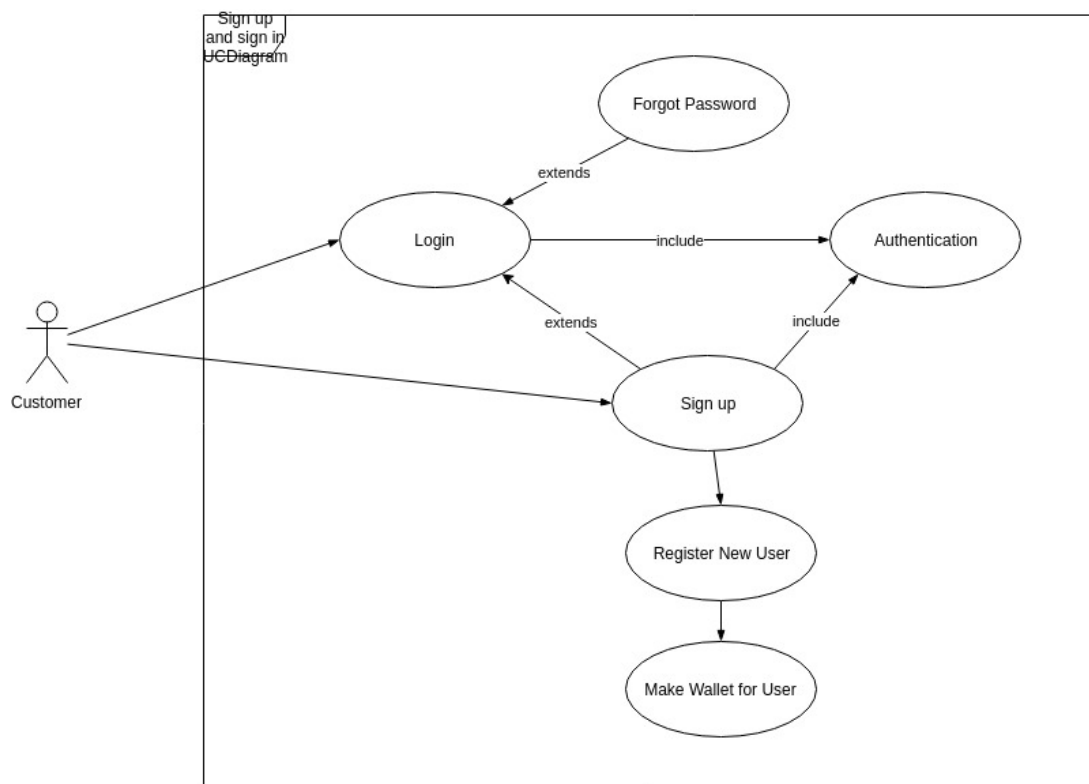 Sign up
and sign in
UCDiagram
Forgot Password
extends
Login
include
Authentication
extends
include
Customer
Sign up
Register New User
Make Wallet for User